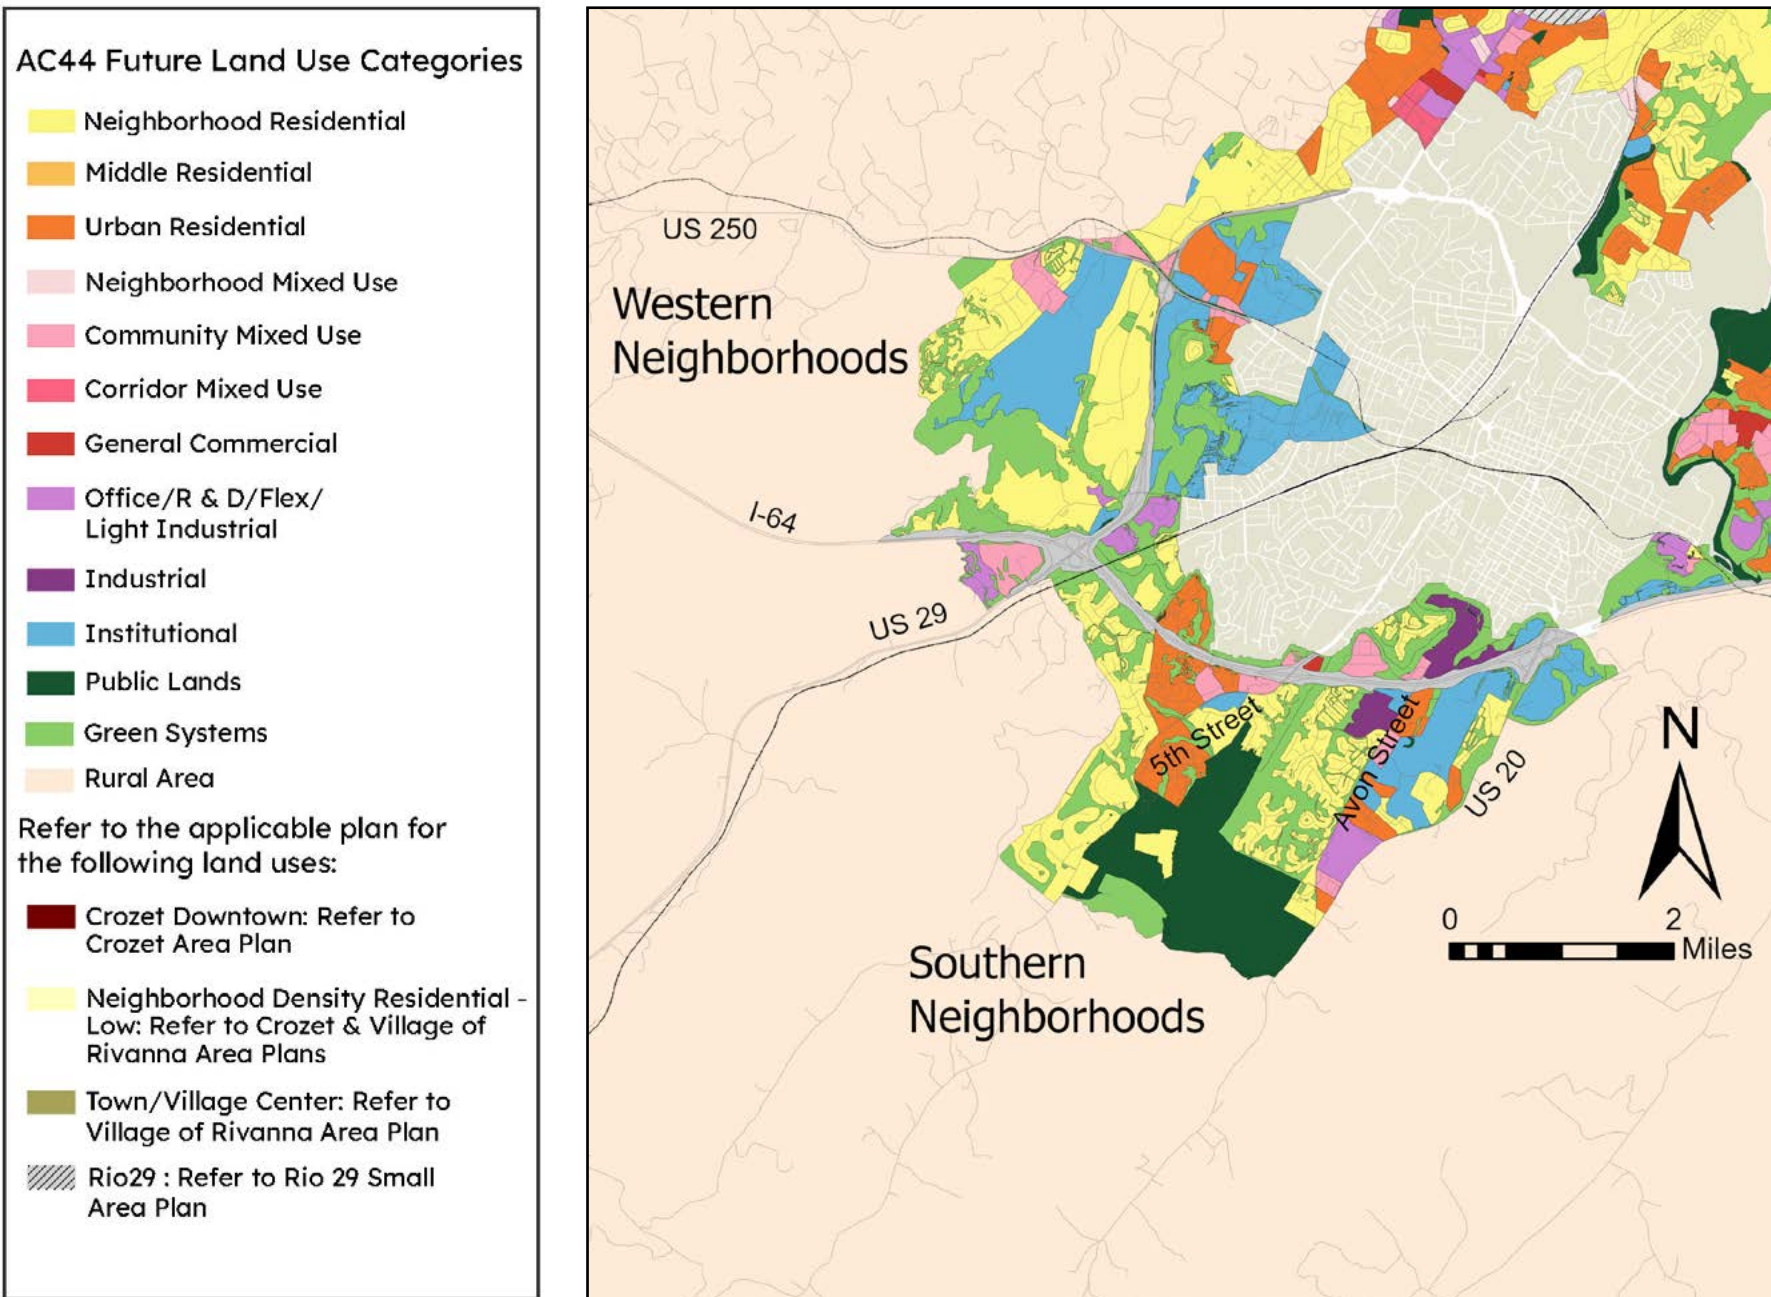 AC44 Future Land Use Categories
Neighborhood Residential
Middle Residential
Urban Residential
Neighborhood Mixed Use
Community Mixed Use
Corridor Mixed Use
General Commercial
Office/R & D/Flex/
Light Industrial
Industrial
Institutional
Public Lands
Green Systems
Rural Area
Refer to the applicable plan for
the following land uses:
Crozet Downtown: Refer to
Crozet Area Plan
Neighborhood Density Residential -
Low: Refer to Crozet & Village of
Rivanna Area Plans
Town/Village Center: Refer to
Village of Rivanna Area Plan
Rio29 : Refer to Rio 29 Small
Area Plan
US 250
Western
Neighborhoods
I-64
US 29
5th Street
Avon Street
US 20
Southern
Neighborhoods
N
0 2
Miles